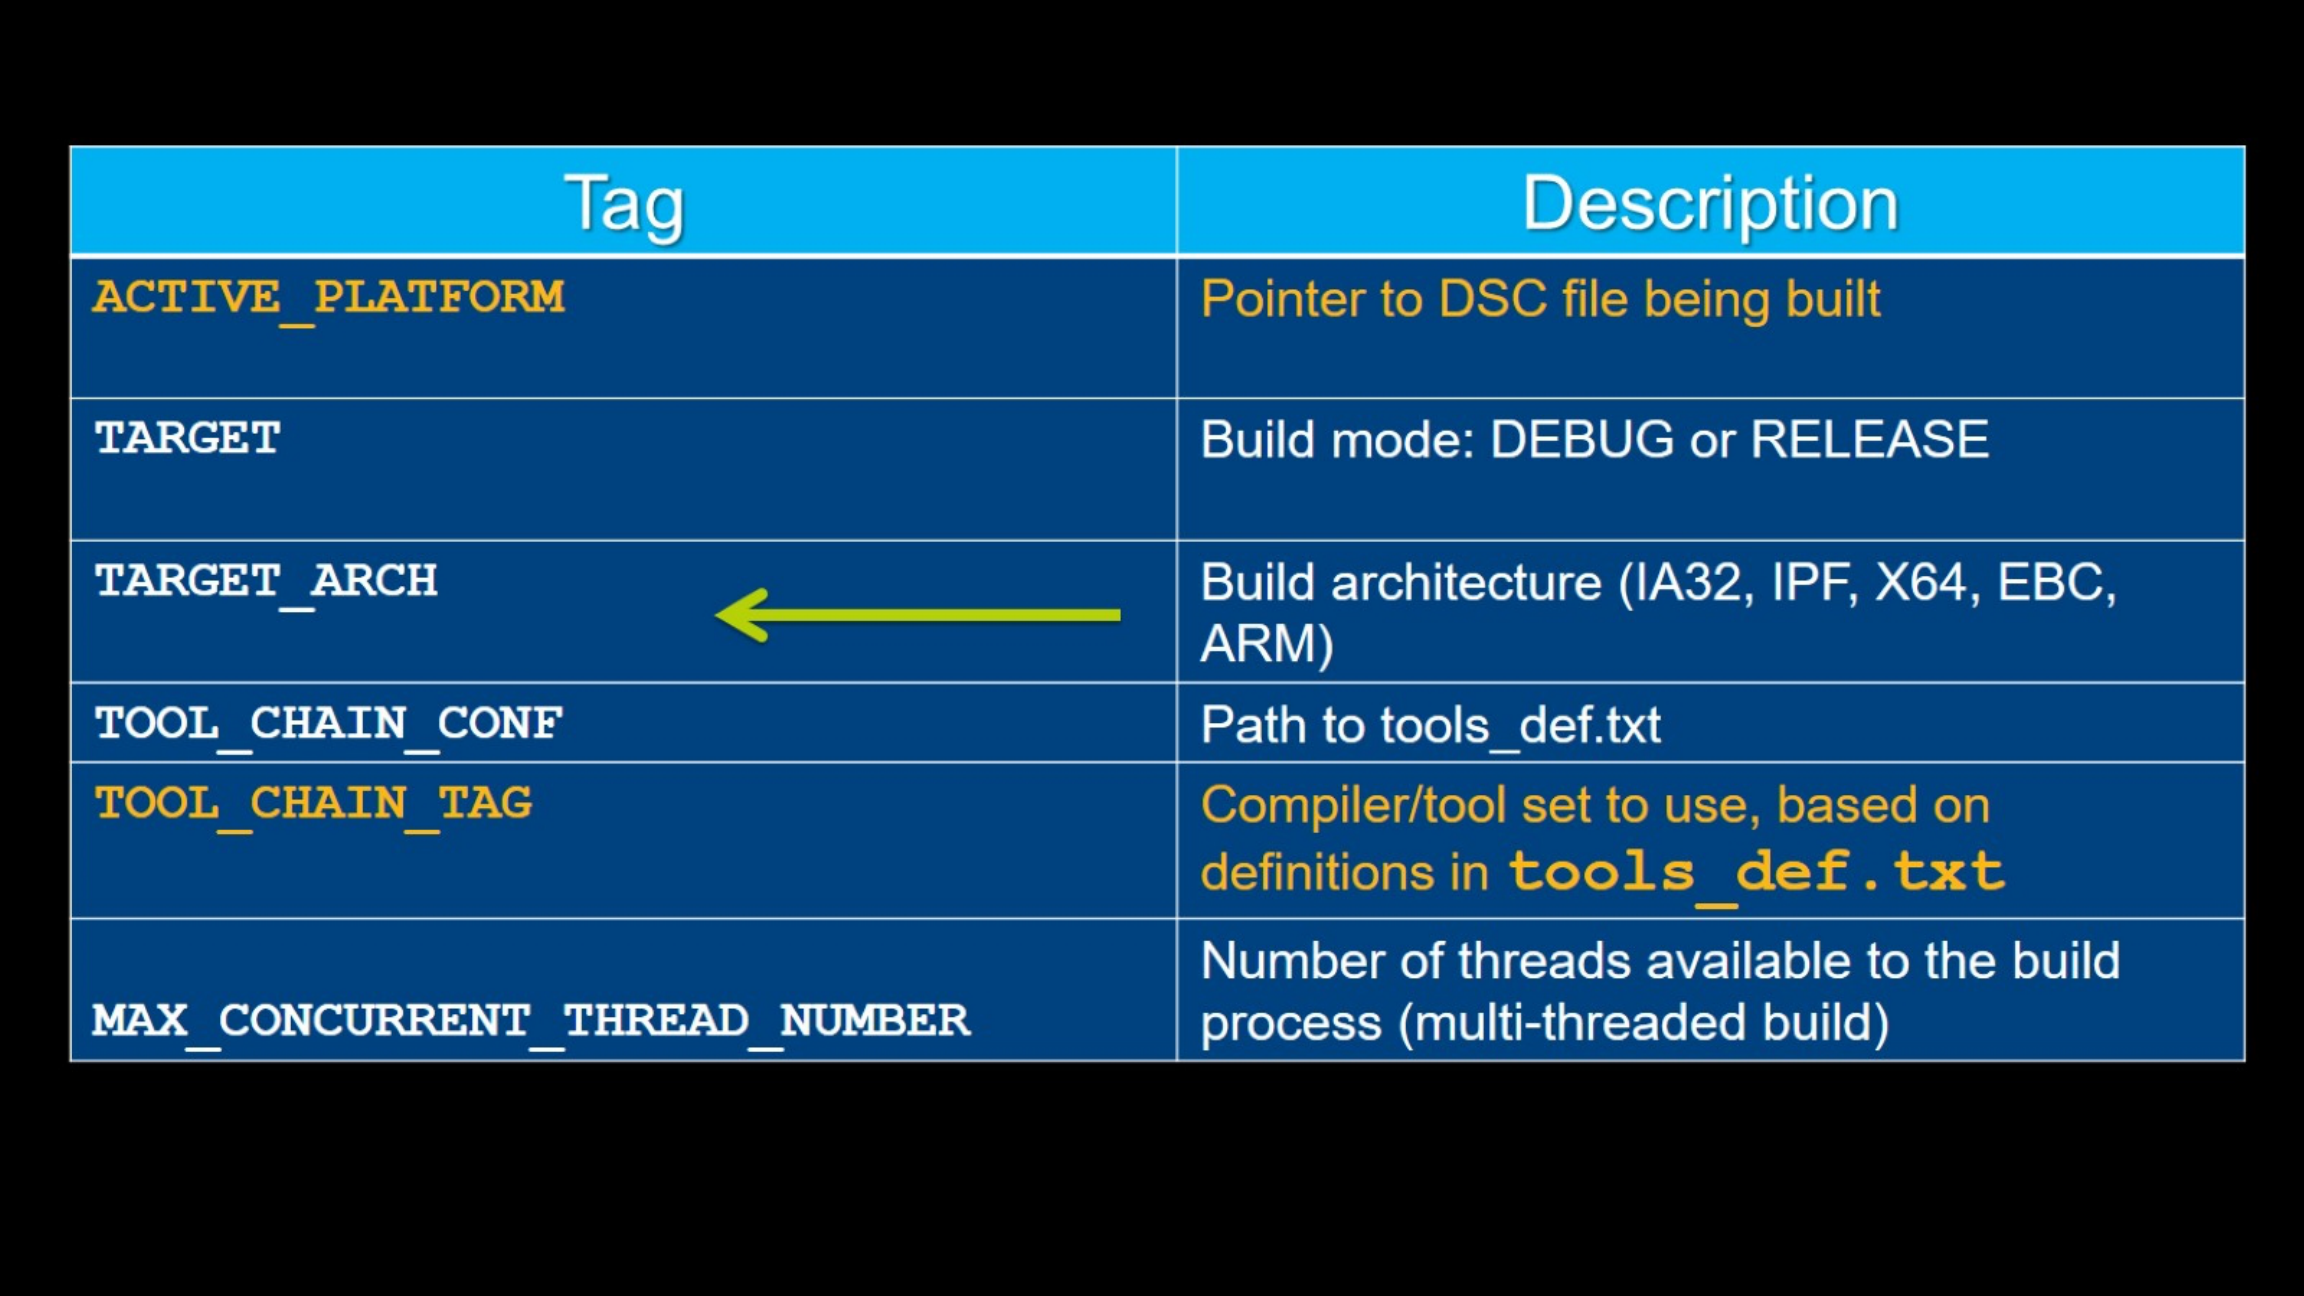 Tag
Description
ACTIVE_PLATFORM
Pointer to DSC file being built
TARGET
Build mode: DEBUG or RELEASE
TARGET_ARCH
Build architecture (IA32, IPF, X64, EBC,
ARM)
TOOL_CHAIN_CONF
Path to tools_def.txt
TOOL_CHAIN_TAG
Compiler/tool set to use, based on
definitions in tools_def.txt
MAX_CONCURRENT_THREAD_NUMBER
Number of threads available to the build
process (multi-threaded build)